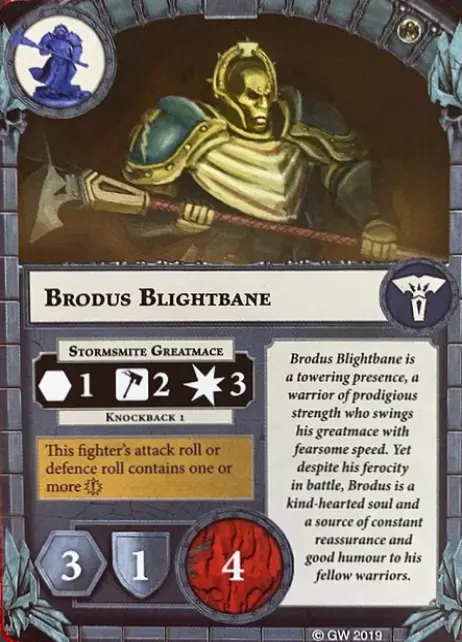 BRODUS BLIGHTBANE
STORMSMITE GREATMACE
1 2 3
KNOCKBACK 1
This fighter's attack roll or
defence roll contains one or
more
3 1 4
Brodus Blightbane is
a towering presence, a
warrior of prodigious
strength who swings
his greatmace with
fearsome speed. Yet
despite his ferocity
in battle, Brodus is a
kind-hearted soul and
a source of constant
reassurance and
good humour to his
fellow warriors.
© GW 2019